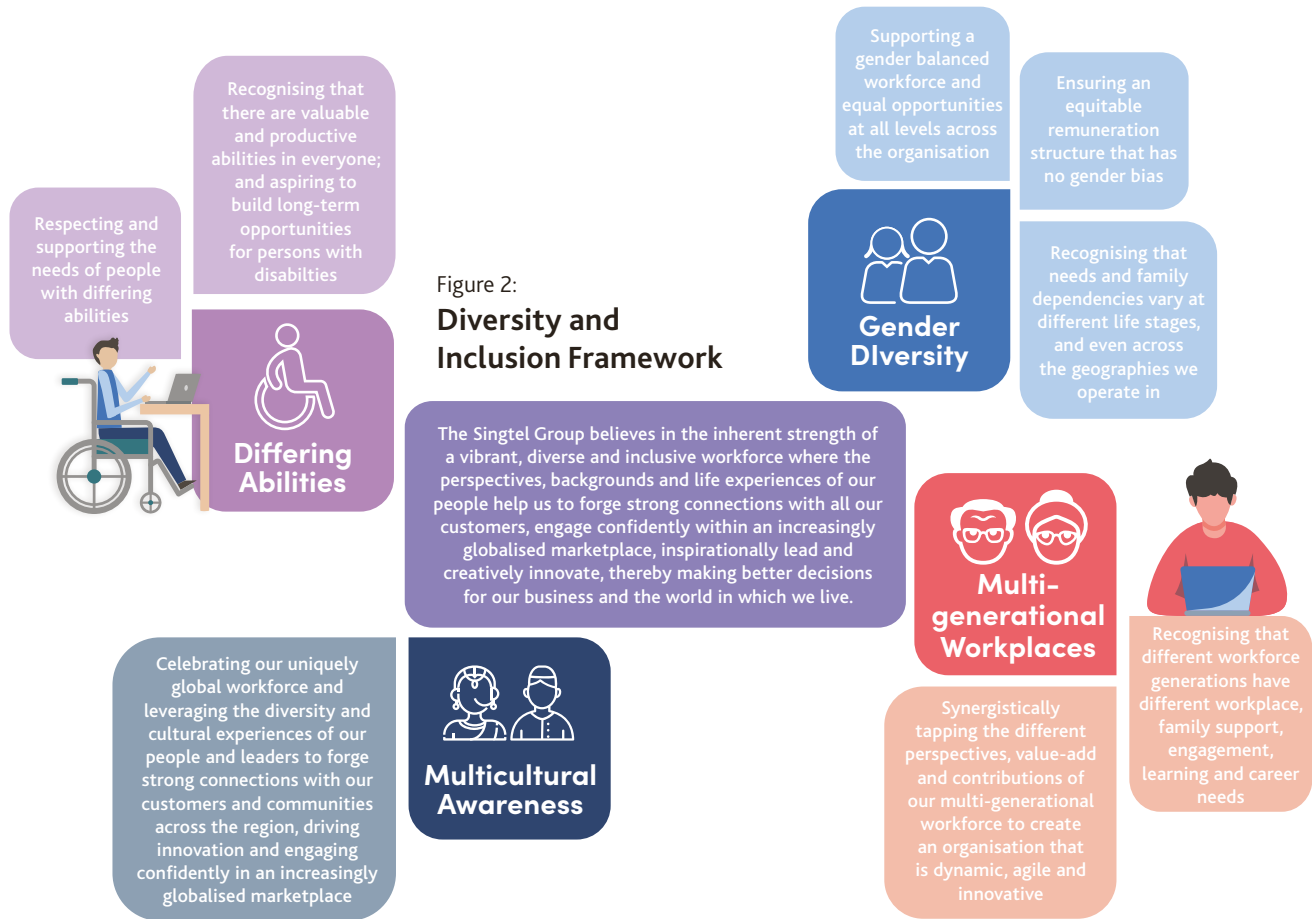 Respecting and
supporting the
needs of people
with differing
abilities
Recognising that
there are valuable
and productive
abilities in everyone;
and aspiring to
build long-term
opportunities
for persons with
disabilties
Differing
Abilities
Figure 2:
Diversity and
Inclusion Framework
Supporting a
gender balanced
workforce and
equal opportunities
at all levels across
the organisation
Ensuring an
equitable
remuneration
structure that has
no gender bias
Gender
DIversity
Recognising that
needs and family
dependencies vary at
different life stages,
and even across
the geographies we
operate in
The Singtel Group believes in the inherent strength of
a vibrant, diverse and inclusive workforce where the
perspectives, backgrounds and life experiences of our
people help us to forge strong connections with all our
customers, engage confidently within an increasingly
globalised marketplace, inspirationally lead and
creatively innovate, thereby making better decisions
for our business and the world in which we live.
Multi-
generational
Workplaces
Recognising that
different workforce
generations have
different workplace,
family support,
engagement,
learning and career
needs
Synergistically
tapping the different
perspectives, value-add
and contributions of
our multi-generational
workforce to create
an organisation that
is dynamic, agile and
innovative
Celebrating our uniquely
global workforce and
leveraging the diversity and
cultural experiences of our
people and leaders to forge
strong connections with our
customers and communities
across the region, driving
innovation and engaging
confidently in an increasingly
globalised marketplace
Multicultural
Awareness